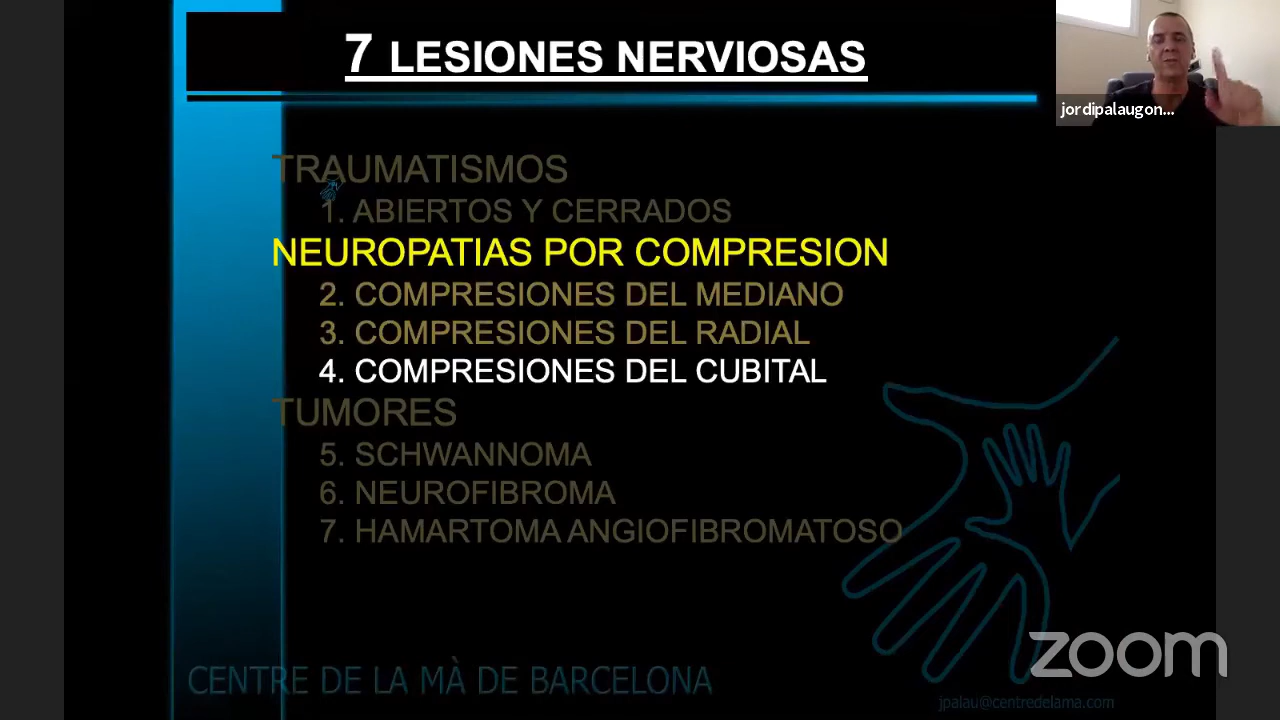 7 LESIONES NERVIOSAS
jordipalaugon...
TRAUMATISMOS
1. ABIERTOS Y CERRADOS
NEUROPATIAS POR COMPRESION
2. COMPRESIONES DEL MEDIANO
3. COMPRESIONES DEL RADIAL
4. COMPRESIONES DEL CUBITAL
TUMORES
5. SCHWANNOMA
6. NEUROFIBROMA
7. HAMARTOMA ANGIOFIBROMATOSO
zoom
CENTRE DE LA MÀ DE BARCELONA
jpalau@centredelama.com